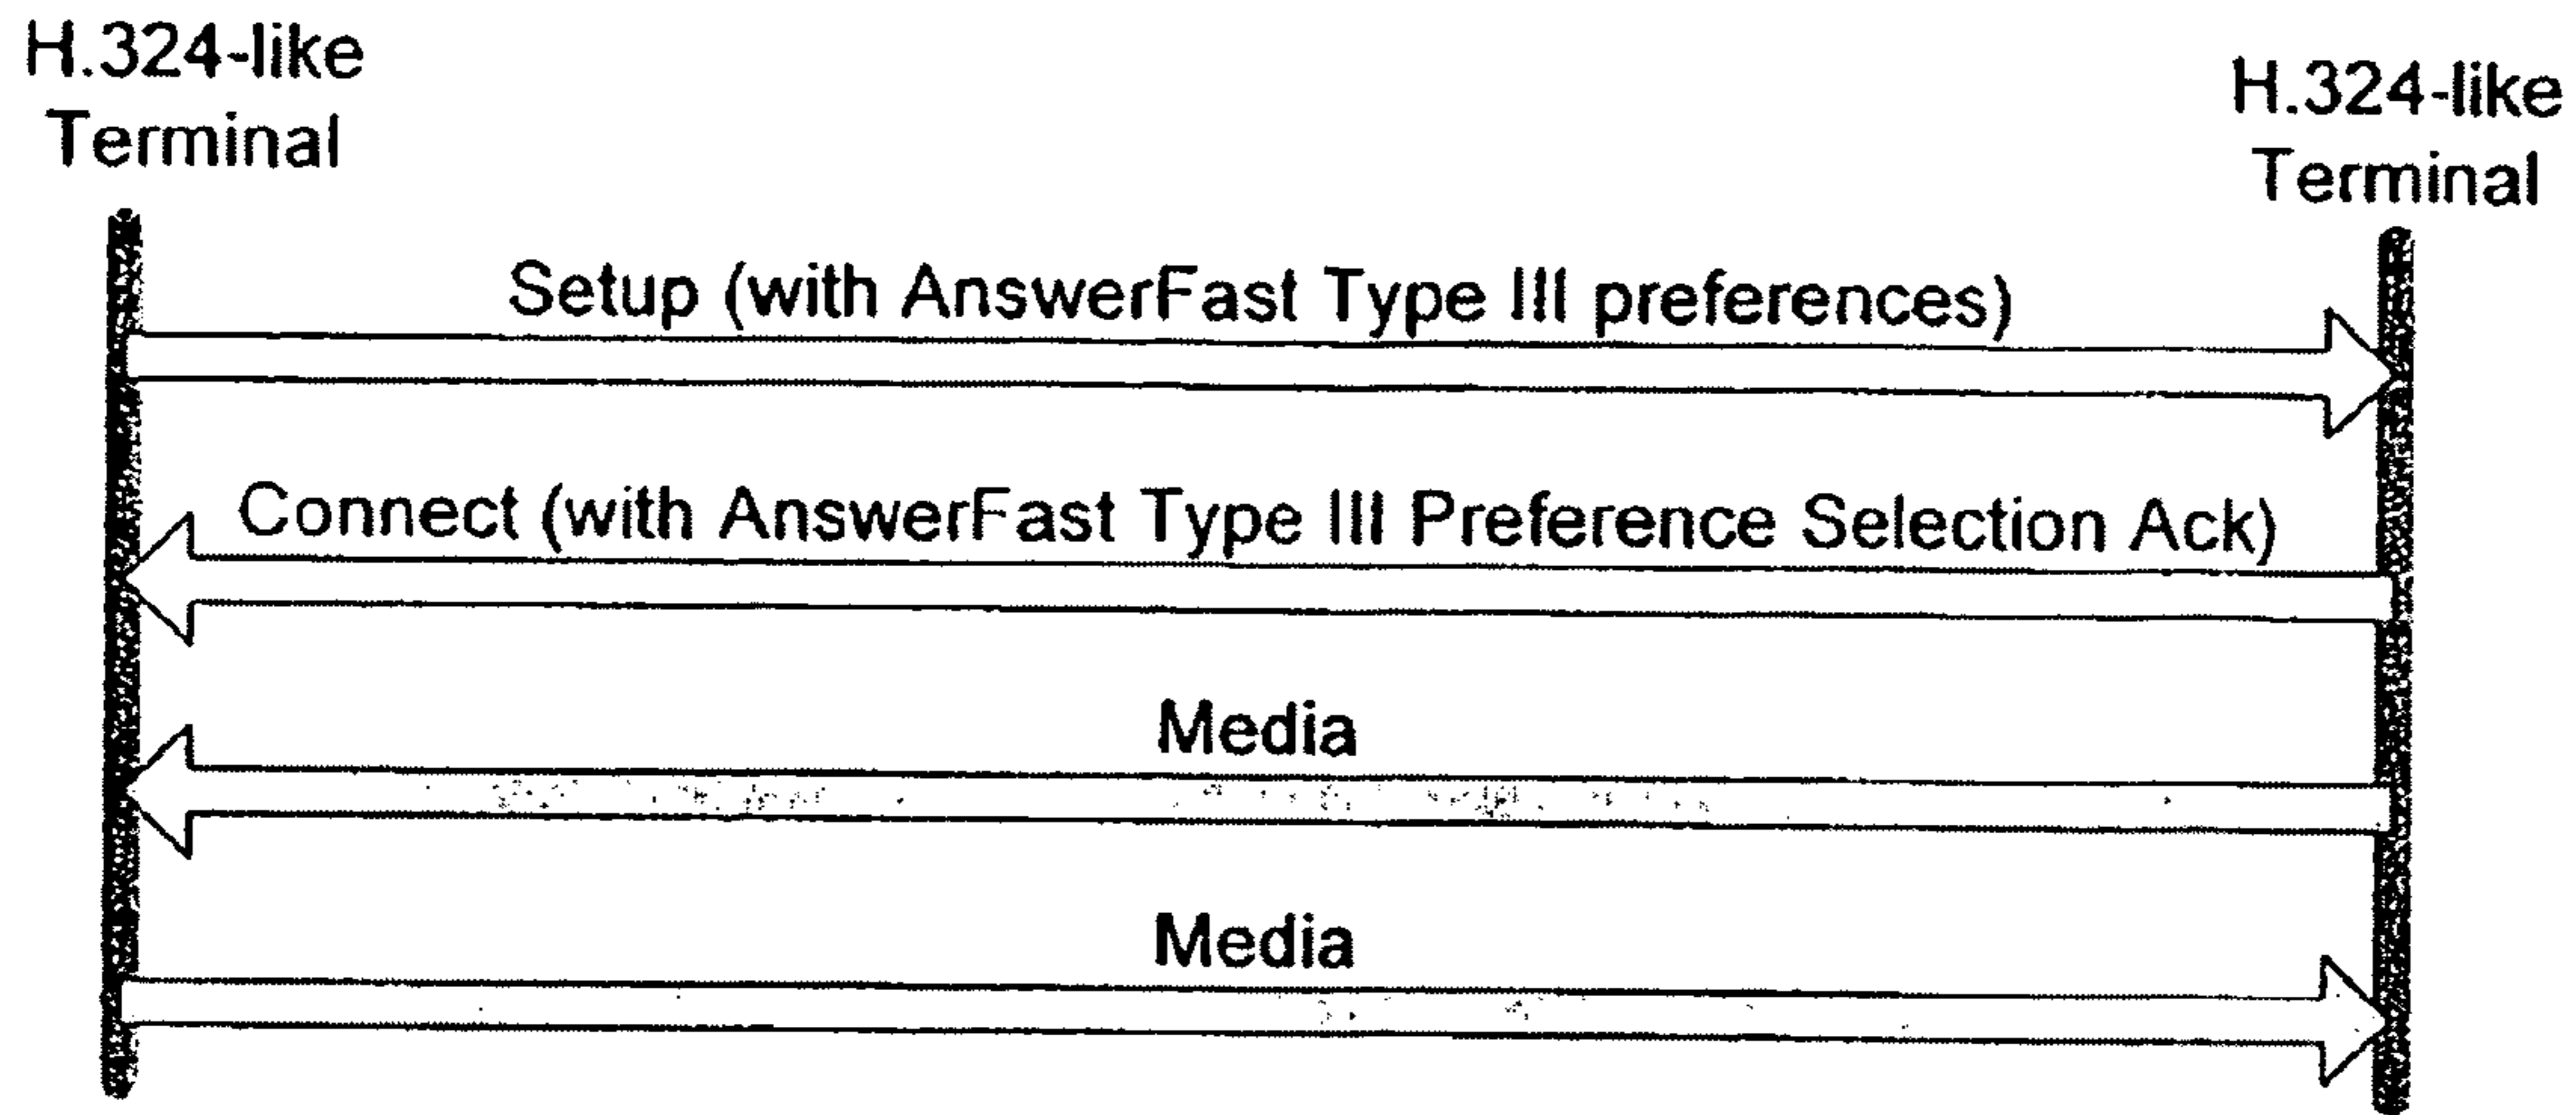 H.324-like
Terminal
H.324-like
Terminal
Setup (with AnswerFast Type III preferences)
Connect (with AnswerFast Type III Preference Selection Ack)
Media
Media